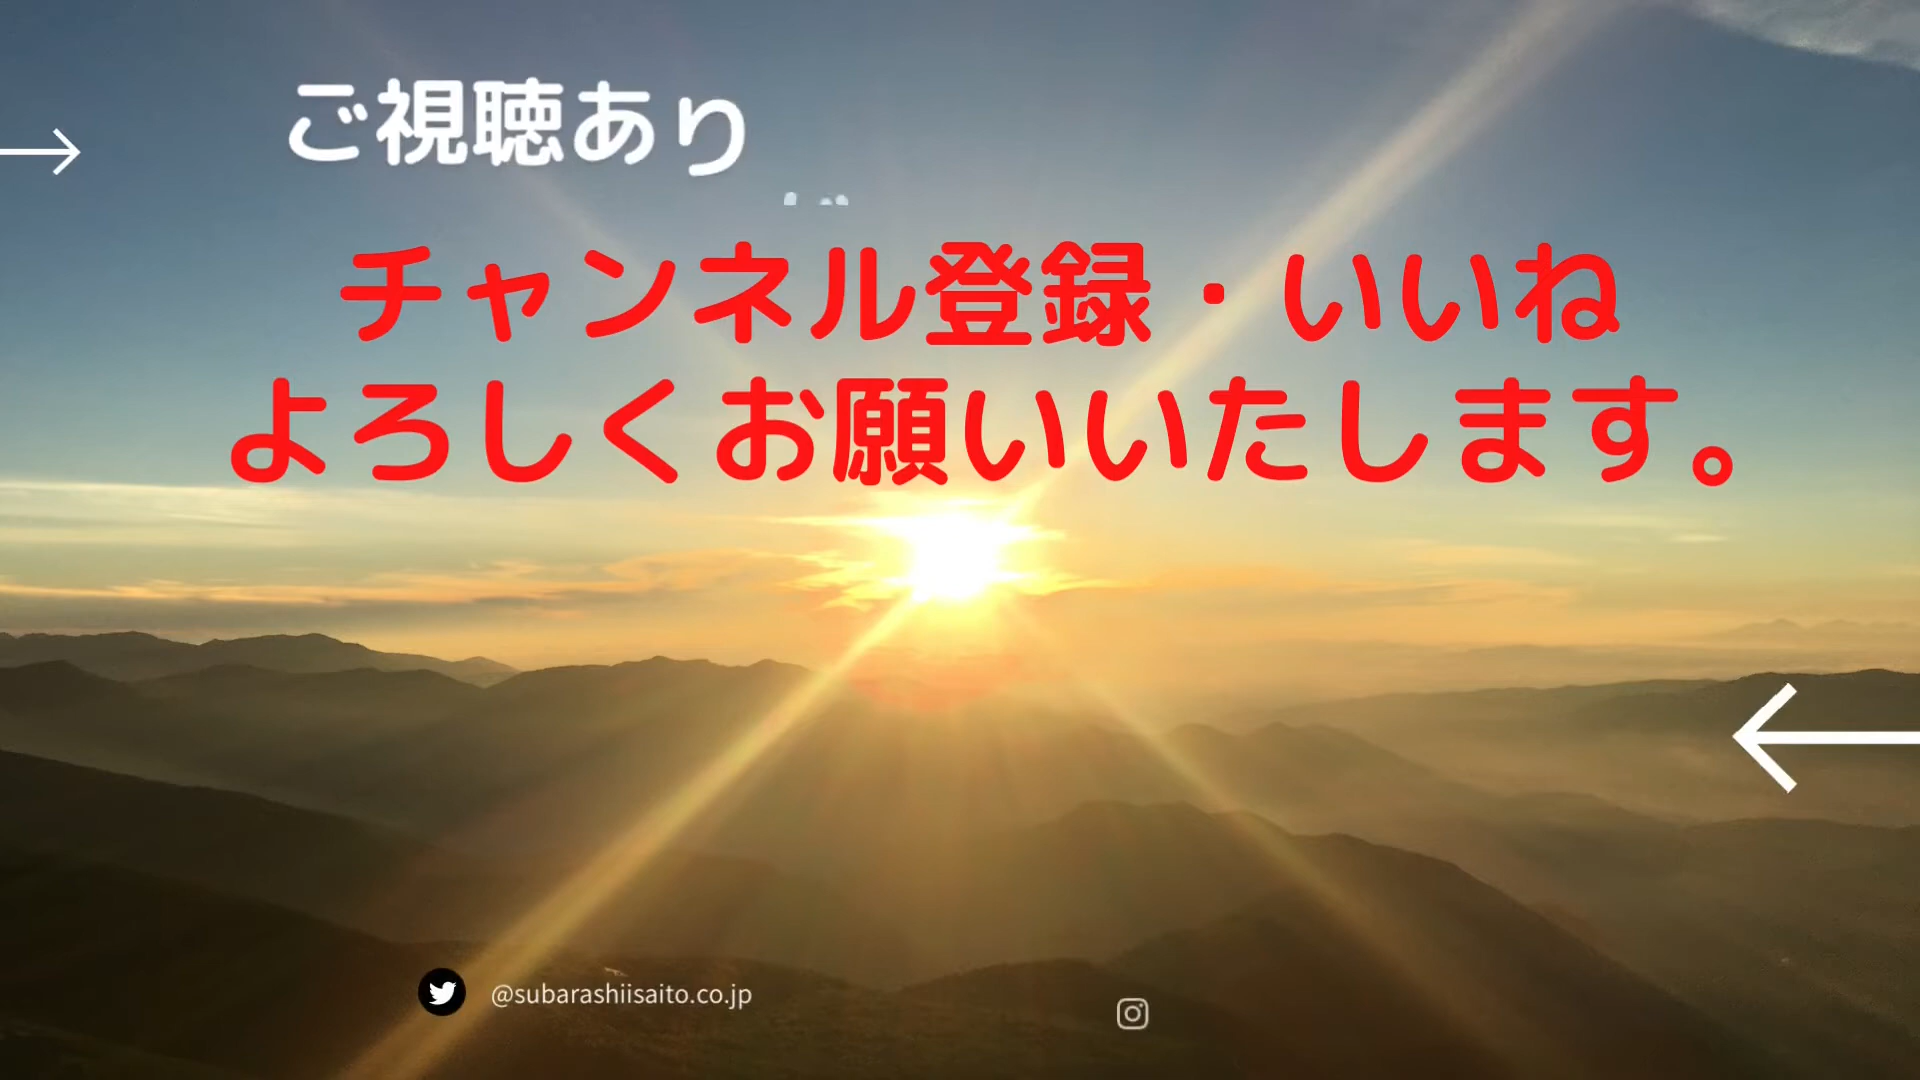 ご視聴あり
チャンネル登録・いいね
よろしくお願いいたします。
@subarashiisaito.co.jp